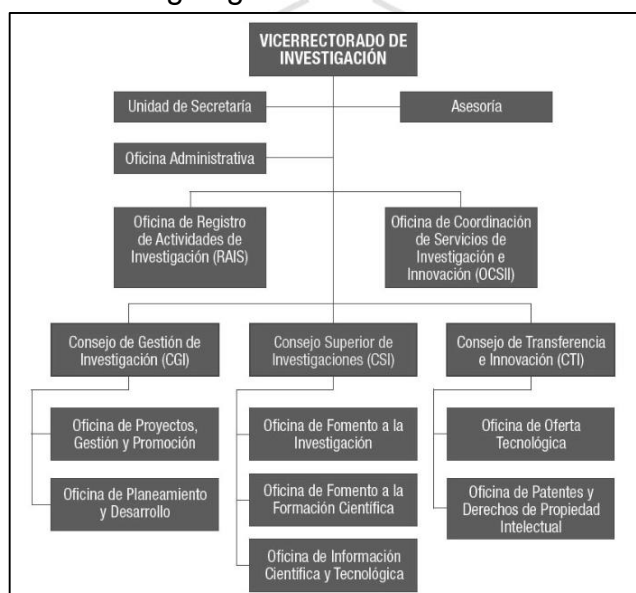 VICERRECTORADO DE
INVESTIGACIÓN
Unidad de Secretaría
Asesoría
Oficina Administrativa
Oficina de Registro
de Actividades de
Investigación (RAIS)
Oficina de Coordinación
de Servicios de
Investigación e
Innovación (OCSII)
Consejo de Gestión de
Investigación (CGI)
Consejo Superior de
Investigaciones (CSI)
Consejo de Transferencia
e Innovación (CTI)
Oficina de Proyectos,
Gestión y Promoción
Oficina de Planeamiento
y Desarrollo
Oficina de Fomento a la
Investigación
Oficina de Fomento a la
Formación Científica
Oficina de Información
Científica y Tecnológica
Oficina de Oferta
Tecnológica
Oficina de Patentes y
Derechos de Propiedad
Intelectual